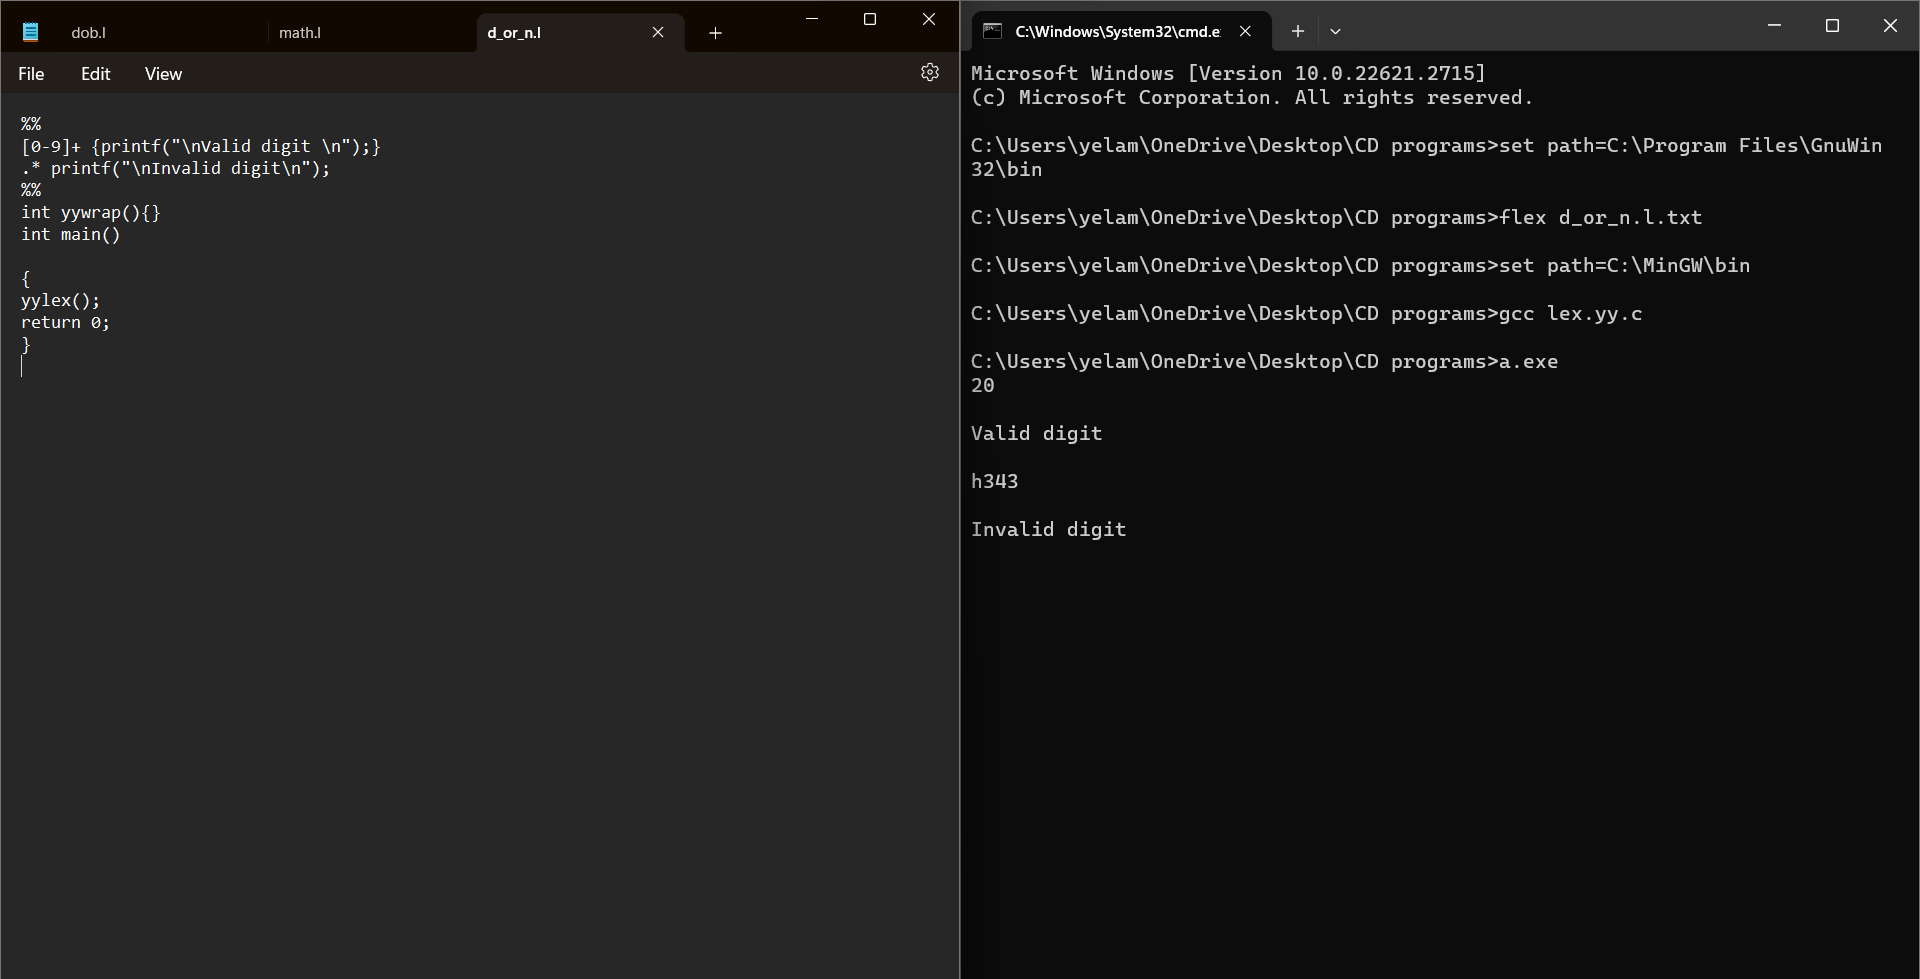 dob.l
math.l
d_or_n.l
File
Edit
View
%%
[0-9]+ {printf("\nValid digit \n");}
.* printf("\nInvalid digit\n");
%%
int yywrap(){}
int main()
{
yylex();
return 0;
}
C:\Windows\System32\cmd.e
Microsoft Windows [Version 10.0.22621.2715]
(c) Microsoft Corporation. All rights reserved.
C:\Users\yelam\OneDrive\Desktop\CD programs>set path=C:\Program Files\GnuWin
32\bin
C:\Users\yelam\OneDrive\Desktop\CD programs>flex d_or_n.l.txt
C:\Users\yelam\OneDrive\Desktop\CD programs>set path=C:\MinGW\bin
C:\Users\yelam\OneDrive\Desktop\CD programs>gcc lex.yy.c
C:\Users\yelam\OneDrive\Desktop\CD programs>a.exe
20
Valid digit
h343
Invalid digit